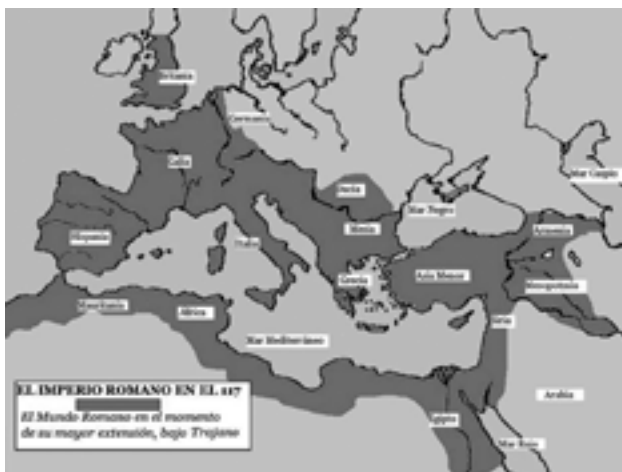 Britania
Germania
Galia
Dacia
Mar Caspio
Mar Negro
Hispania
Italia
Mesia
Armenia
Grecia
Asia Menor
Mesopotamia
Mauritania
Africa
Siria
Mar Mediterráneo
EL IMPERIO ROMANO EN EL 117
El Mundo Romano en el momento
de su mayor extensión, bajo Trajano
Arabia
Egipto
Mar Rojo